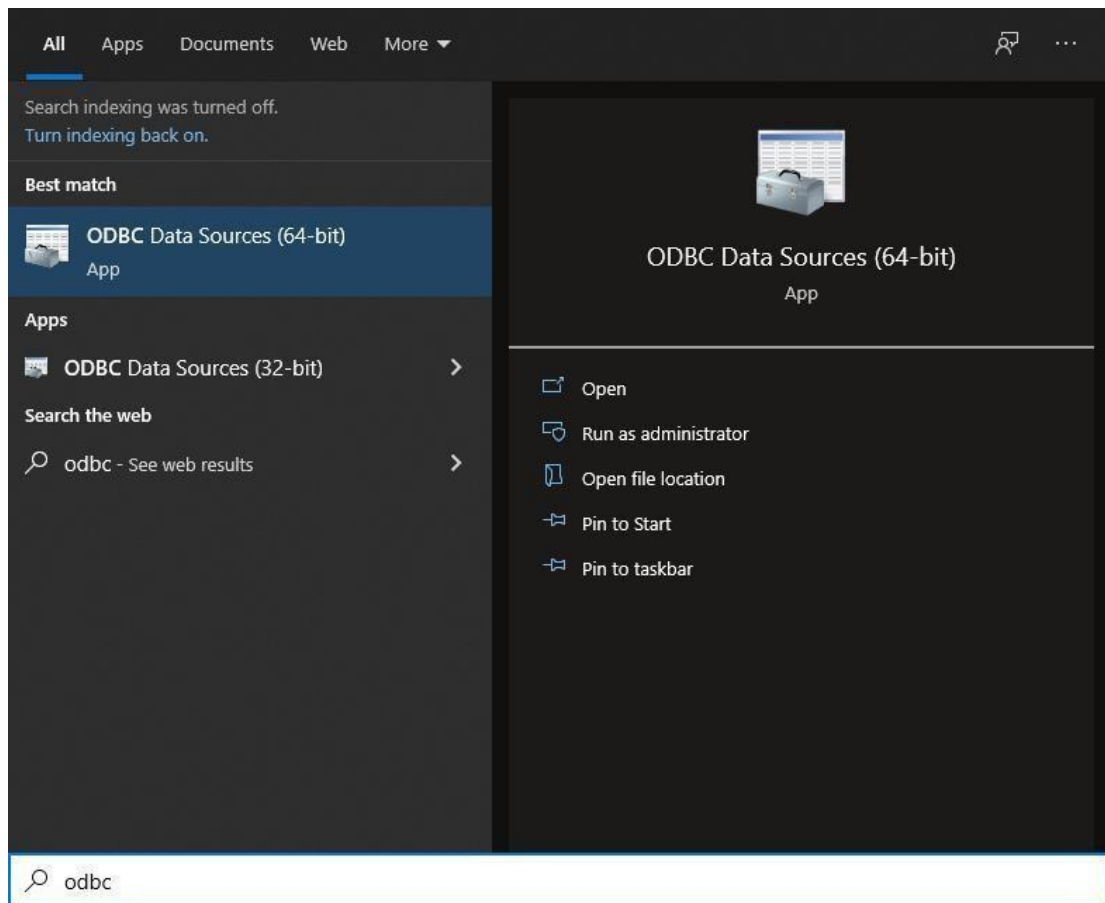 All Apps Documents Web More
Search indexing was turned off.
Turn indexing back on.
Best match
ODBC Data Sources (64-bit)
App
Apps
ODBC Data Sources (32-bit)
Search the web
odbc - See web results
ODBC Data Sources (64-bit)
App
Open
Run as administrator
Open file location
Pin to Start
Pin to taskbar
odbc